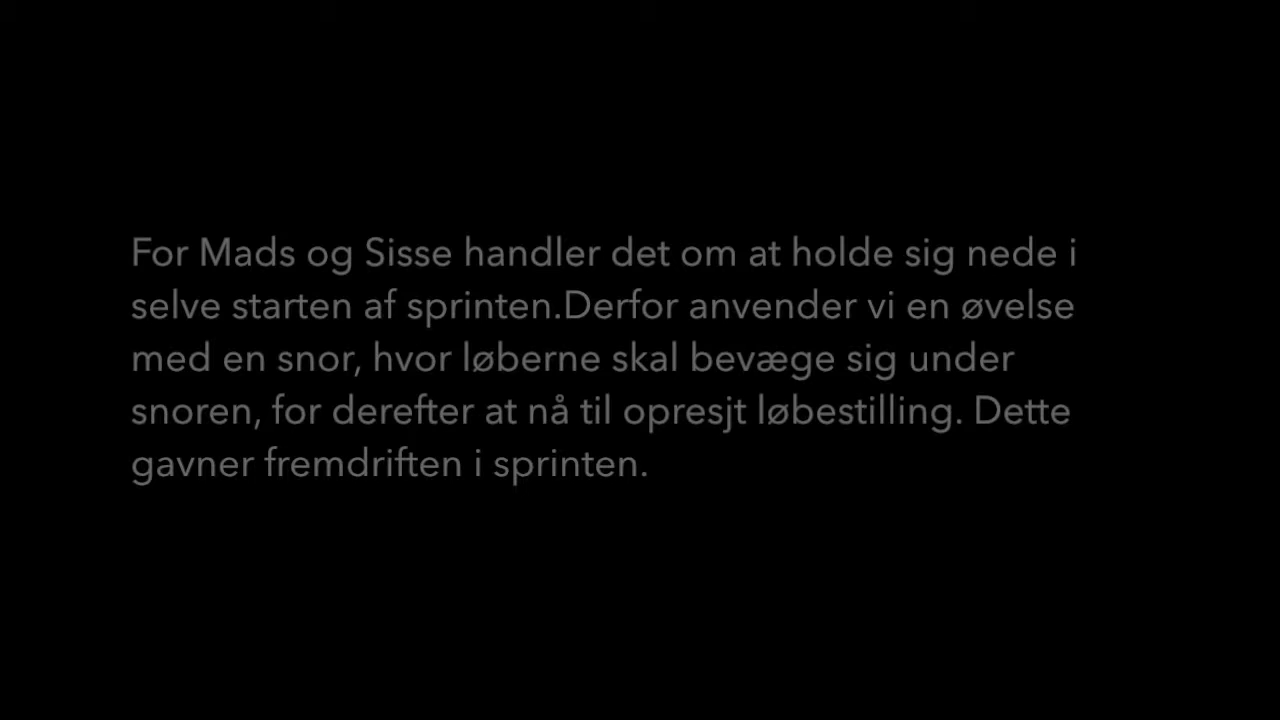 For Mads og Sisse handler det om at holde sig nede i
selve starten af sprinten.Derfor anvender vi en øvelse
med en snor, hvor løberne skal bevæge sig under
snoren, for derefter at nå til opresjt løbestilling. Dette
gavner fremdriften i sprinten.